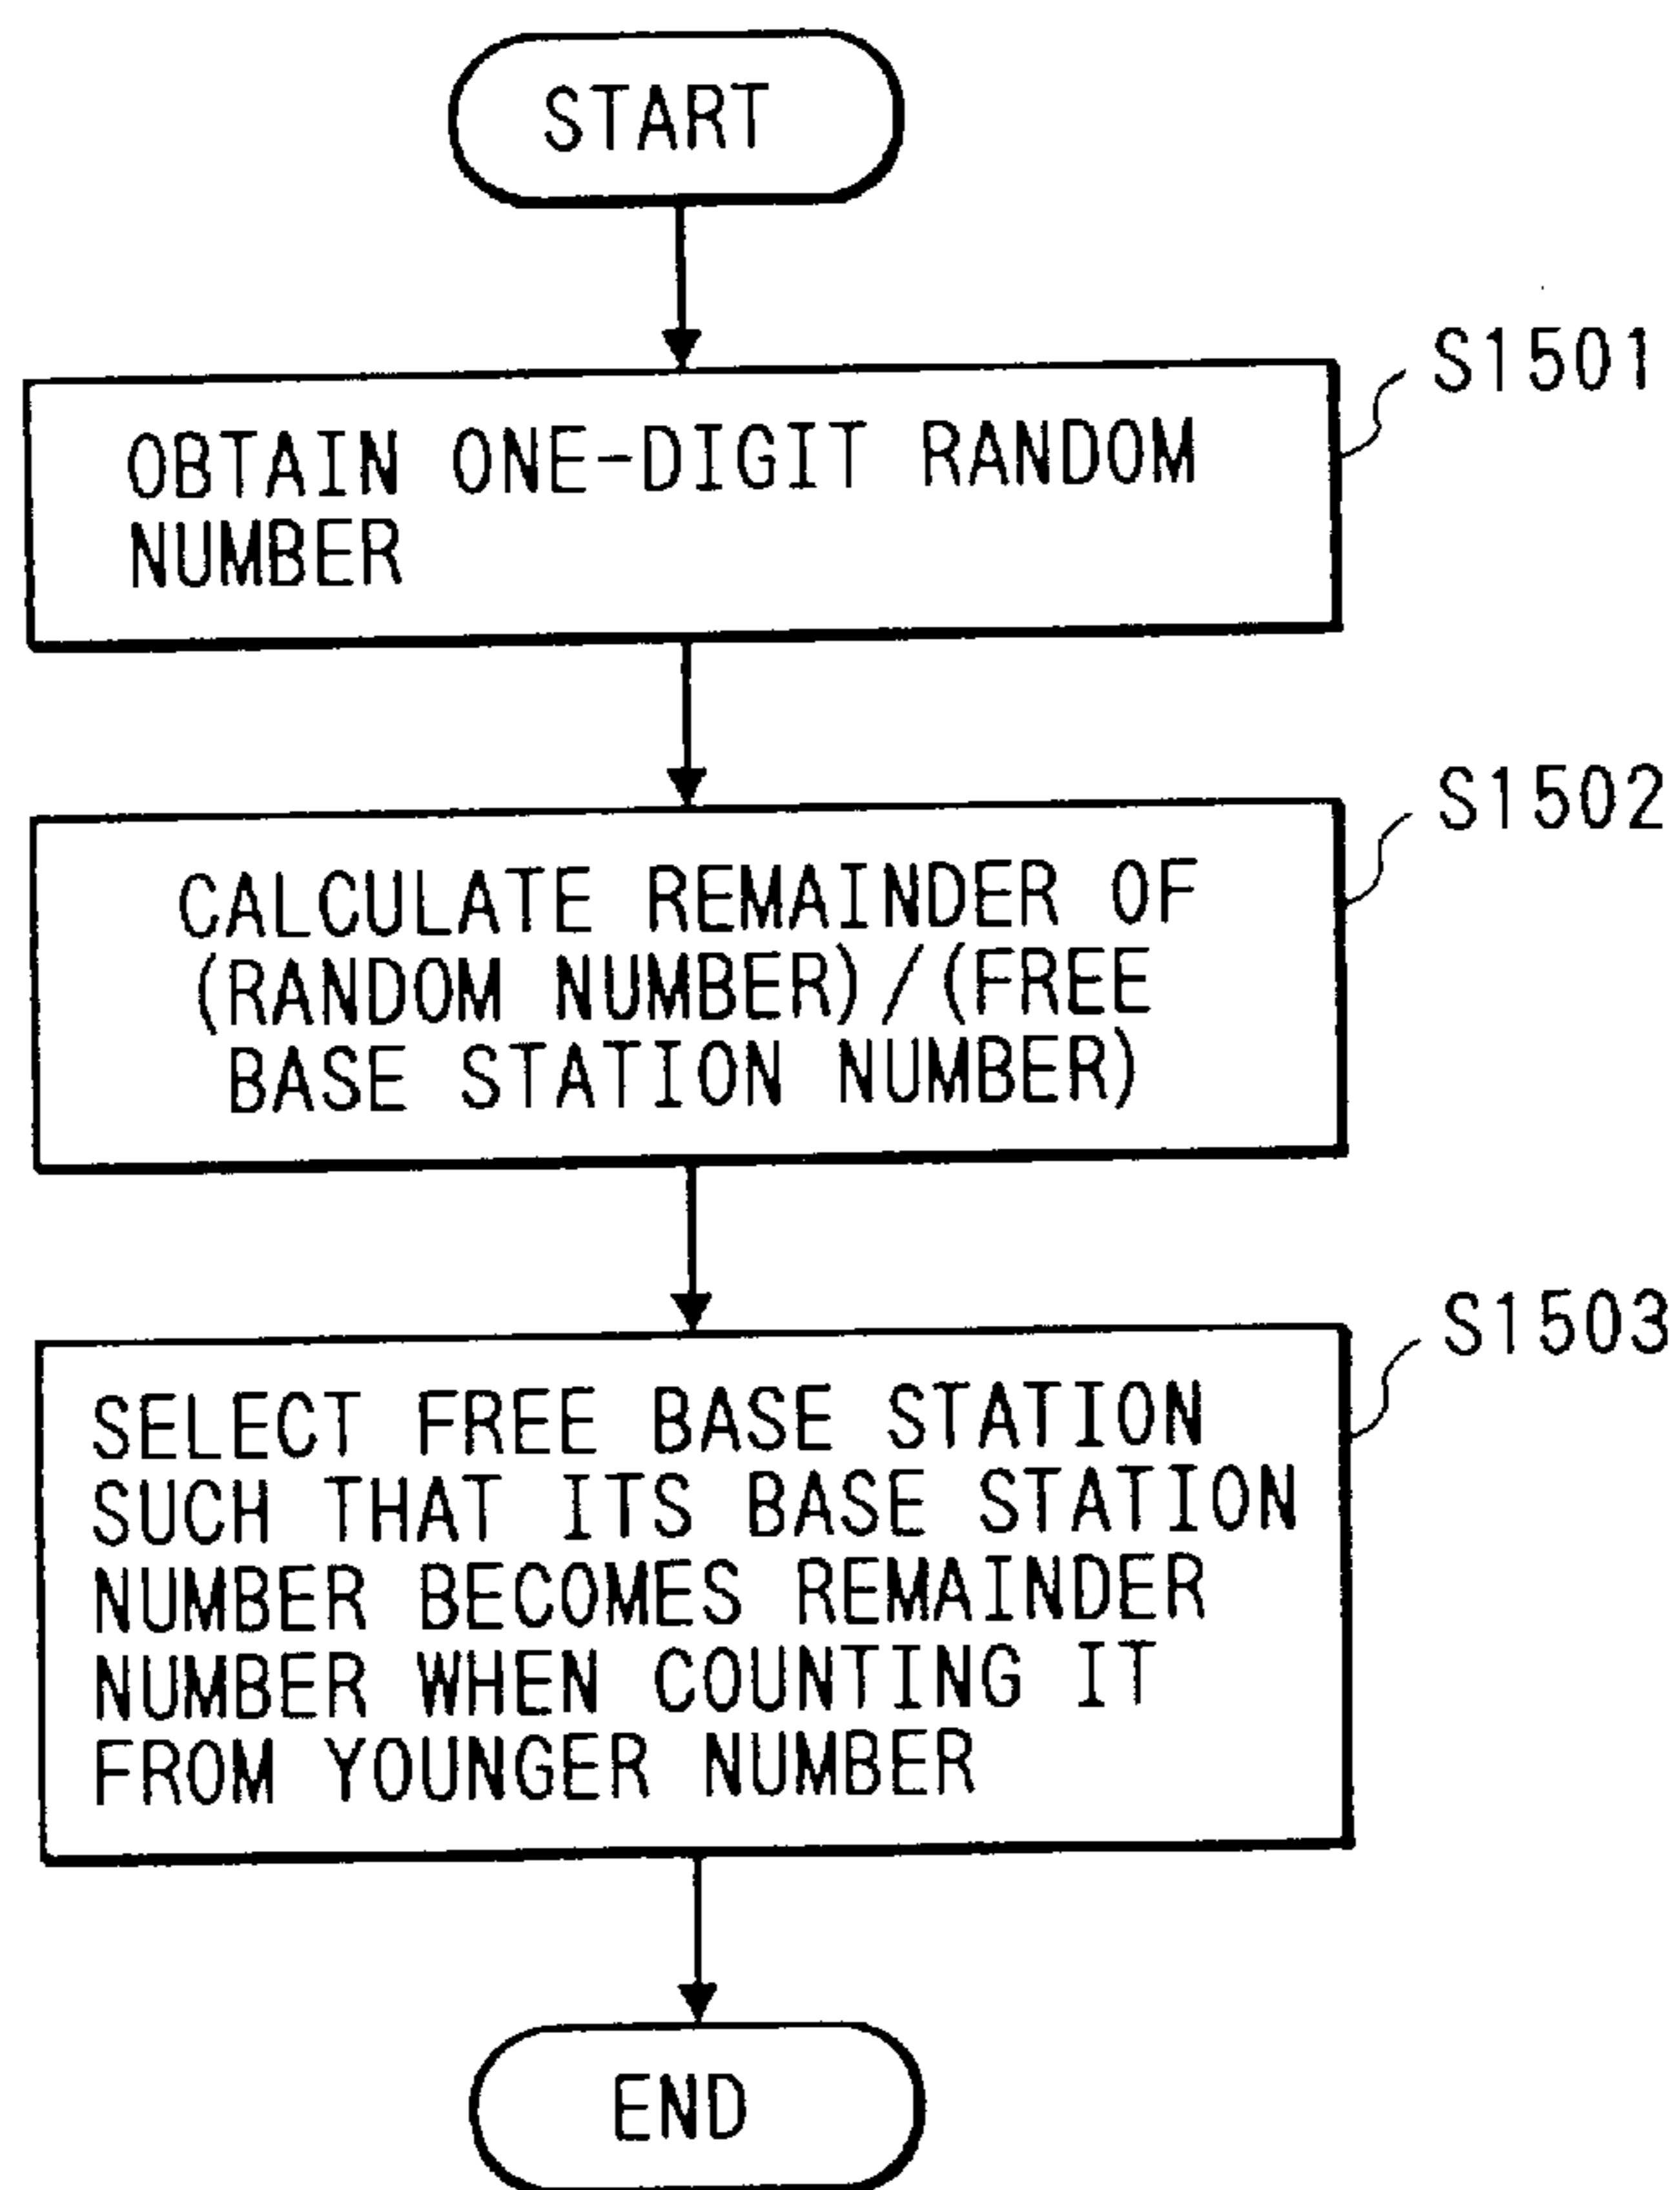 START
S1501
OBTAIN ONE-DIGIT RANDOM
NUMBER
S1502
CALCULATE REMAINDER OF
(RANDOM NUMBER)/(FREE
BASE STATION NUMBER)
S1503
SELECT FREE BASE STATION
SUCH THAT ITS BASE STATION
NUMBER BECOMES REMAINDER
NUMBER WHEN COUNTING IT
FROM YOUNGER NUMBER
END